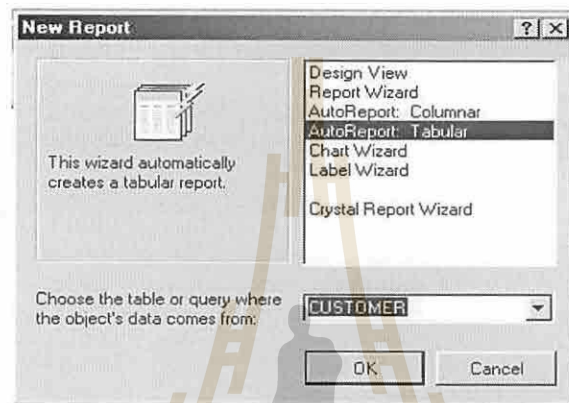 New Report
This wizard automatically
creates a tabular report.
Design View
Report Wizard
AutoReport: Columnar
AutoReport: Tabular
Chart Wizard
Label Wizard
Crystal Report Wizard
Choose the table or query where
the object's data comes from:
CUSTOMER
OK
Cancel